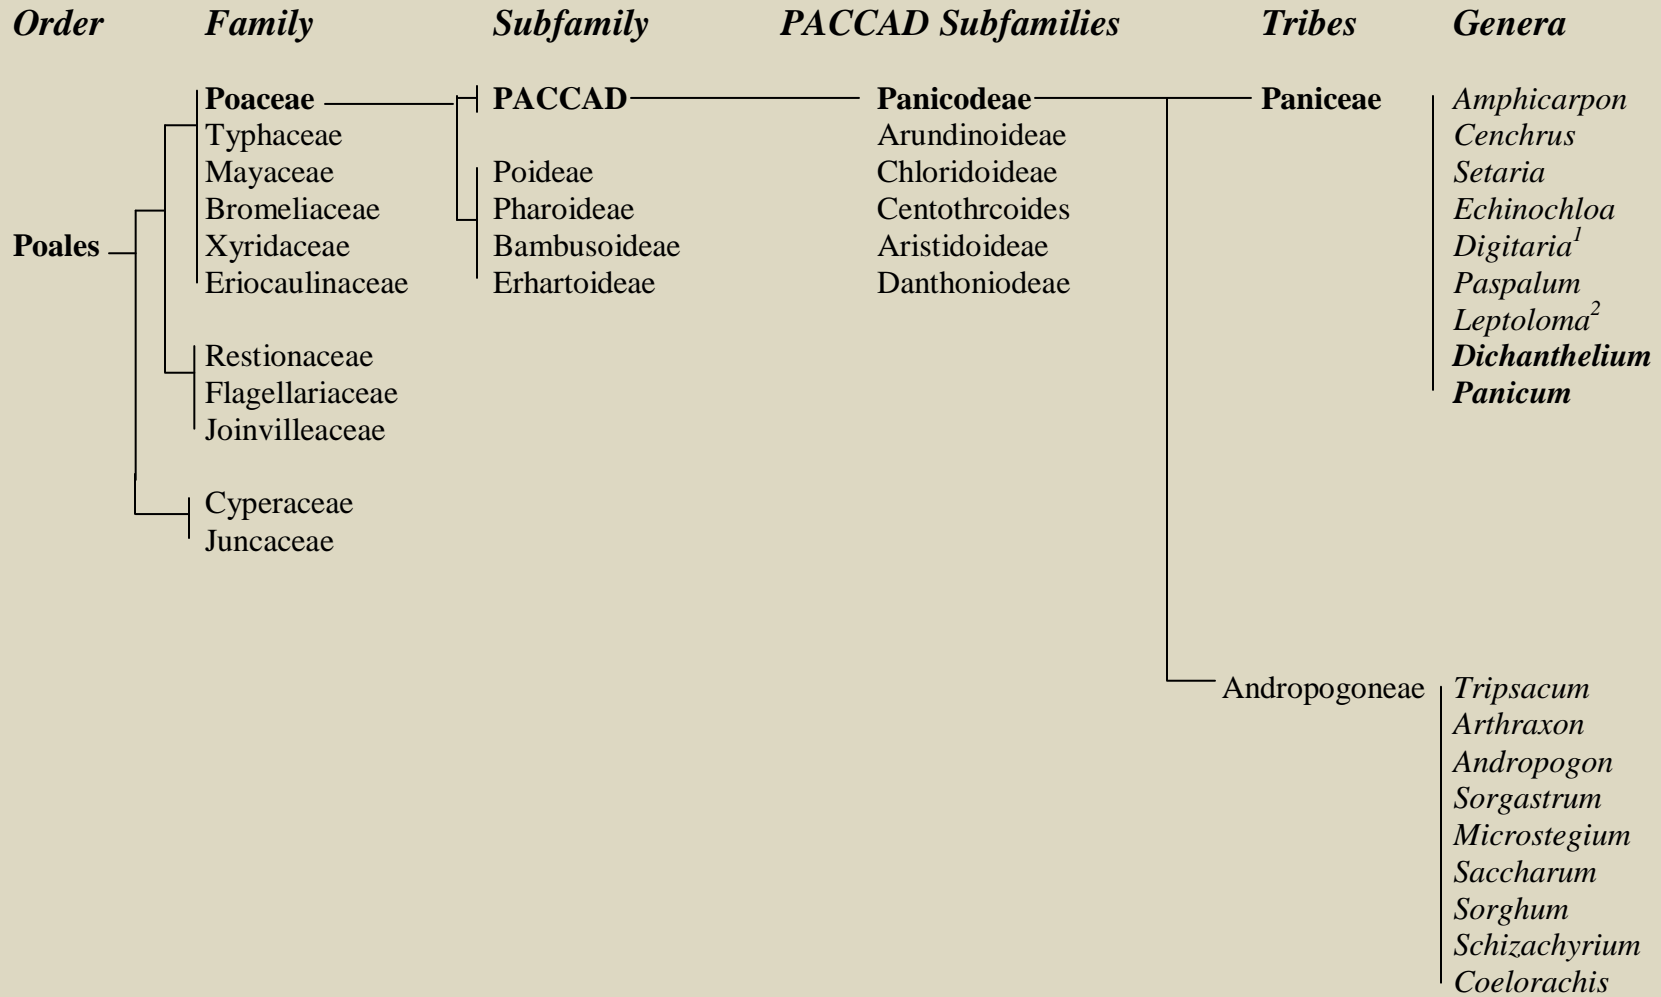 Order Family Subfamily PACCAD Subfamilies Tribes Genera
Poaceae PACCAD Panicodeae Paniceae Amphicarpon
Typhaceae Arundinoideae Cenchrus
Mayaceae Poideae Chloridoideae Setaria
Bromeliaceae Pharoideae Centothrcoides Echinochloa
Poales Xyridaceae Bambusoideae Aristidoideae Digitaria1
Eriocaulinaceae Erhartoideae Danthoniodeae Paspalum
Leptoloma2
Restionaceae Dichanthelium
Flagellariaceae Panicum
Joinvilleaceae
Cyperaceae
Juncaceae
Andropogoneae Tripsacum
Arthraxon
Andropogon
Sorgastrum
Microstegium
Saccharum
Sorghum
Schizachyrium
Coelorachis